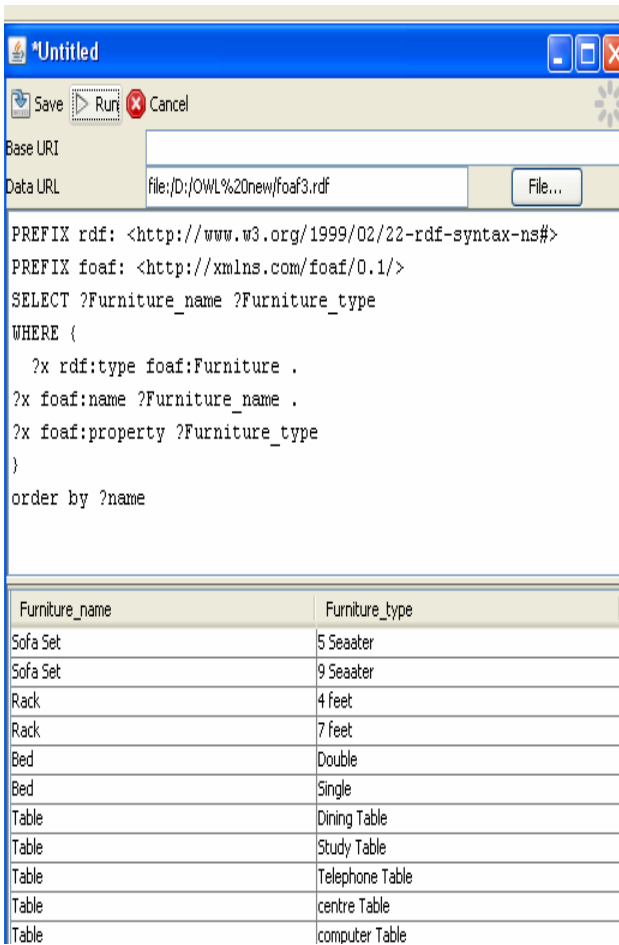 *Untitled
Save Run Cancel
Base URI
Data URL file:/D:/OWL%20new/foaf3.rdf File...
PREFIX rdf: <http://www.w3.org/1999/02/22-rdf-syntax-ns#>
PREFIX foaf: <http://xmlns.com/foaf/0.1/>
SELECT ?Furniture_name ?Furniture_type
WHERE {
?x rdf:type foaf:Furniture .
?x foaf:name ?Furniture_name .
?x foaf:property ?Furniture_type
}
order by ?name
Furniture_name Furniture_type
Sofa Set 5 Seaater
Sofa Set 9 Seaater
Rack 4 feet
Rack 7 feet
Bed Double
Bed Single
Table Dining Table
Table Study Table
Table Telephone Table
Table centre Table
Table computer Table